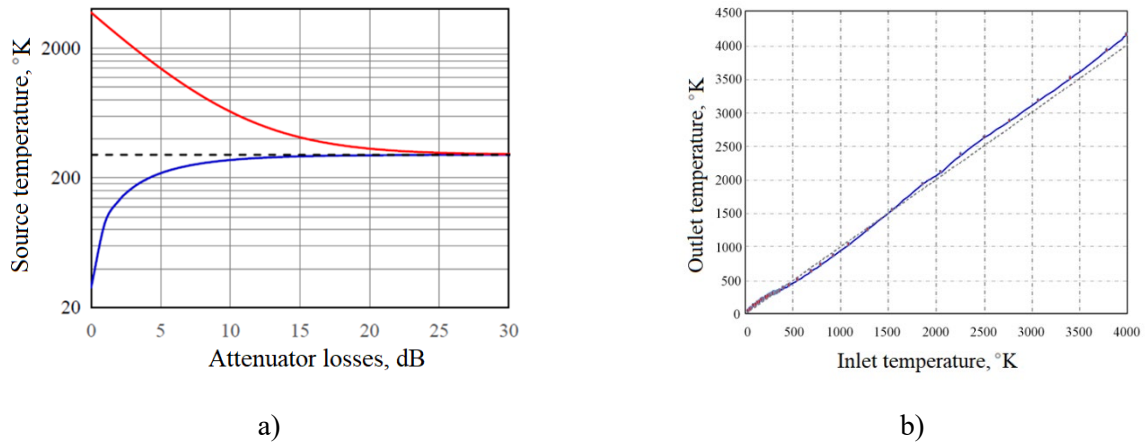 Source temperature, °K
2000
200
20
0 5 10 15 20 25 30
Attenuator losses, dB
a)
Outlet temperature, °K
4500
4000
3500
3000
2500
2000
1500
1000
500
0
0 500 1000 1500 2000 2500 3000 3500 4000
Inlet temperature, °K
b)